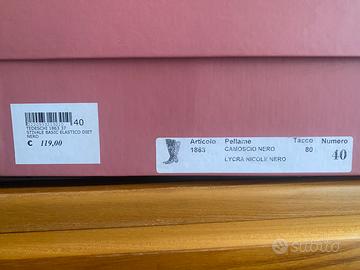 40
TEDESCHI 1863 37
STIVALE BASIC ELASTICO DIET
NERO
€ 119,00
Articolo Pellame Tacco Numero
1863 CAMOSCIO NERO 80 40
LYCRA NICOLE NERO
subito